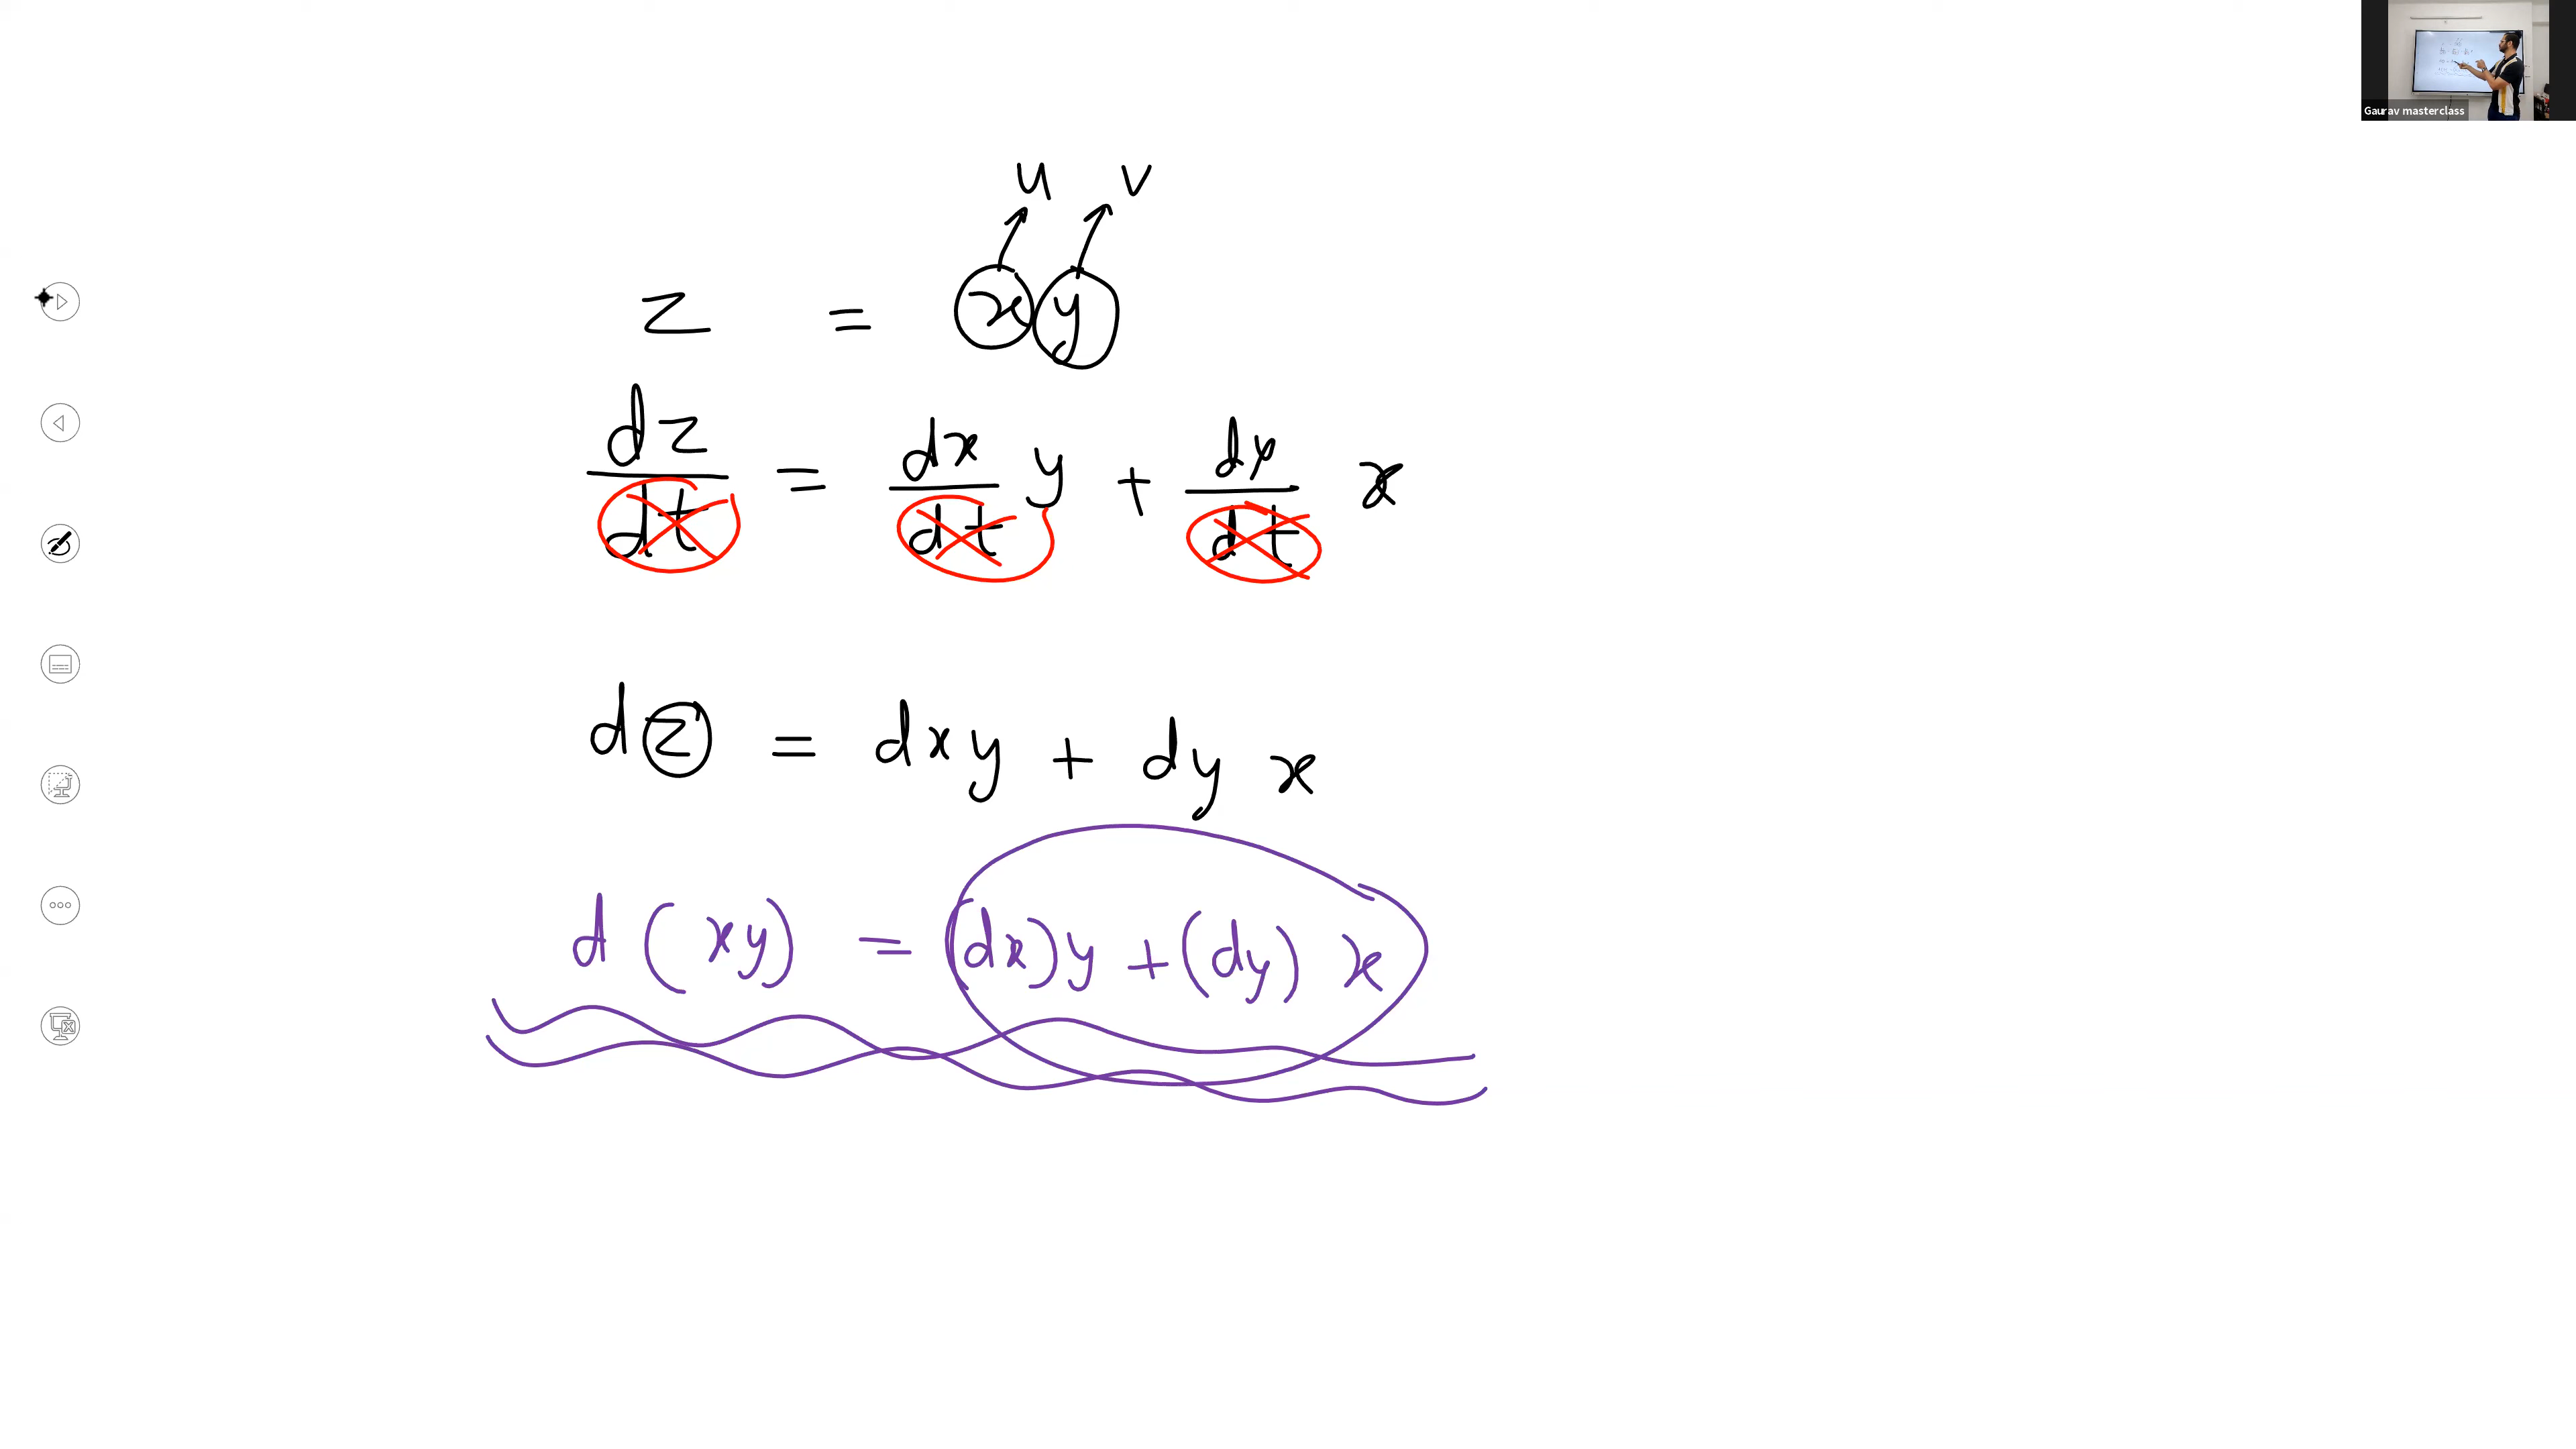 Gaurav masterclass
u v
z = xy
dz/dt = dx/dt y + dy/dt x
dz = dxy + dy x
d(xy) = (dx)y + (dy) x